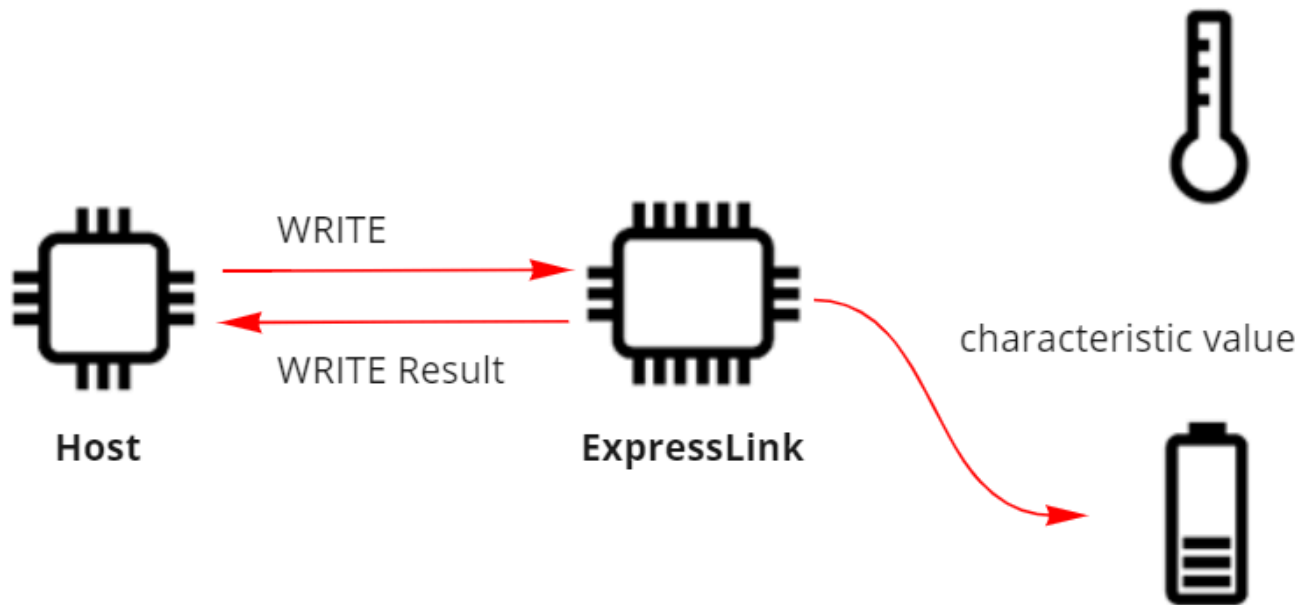 WRITE
WRITE Result
characteristic value
Host
ExpressLink